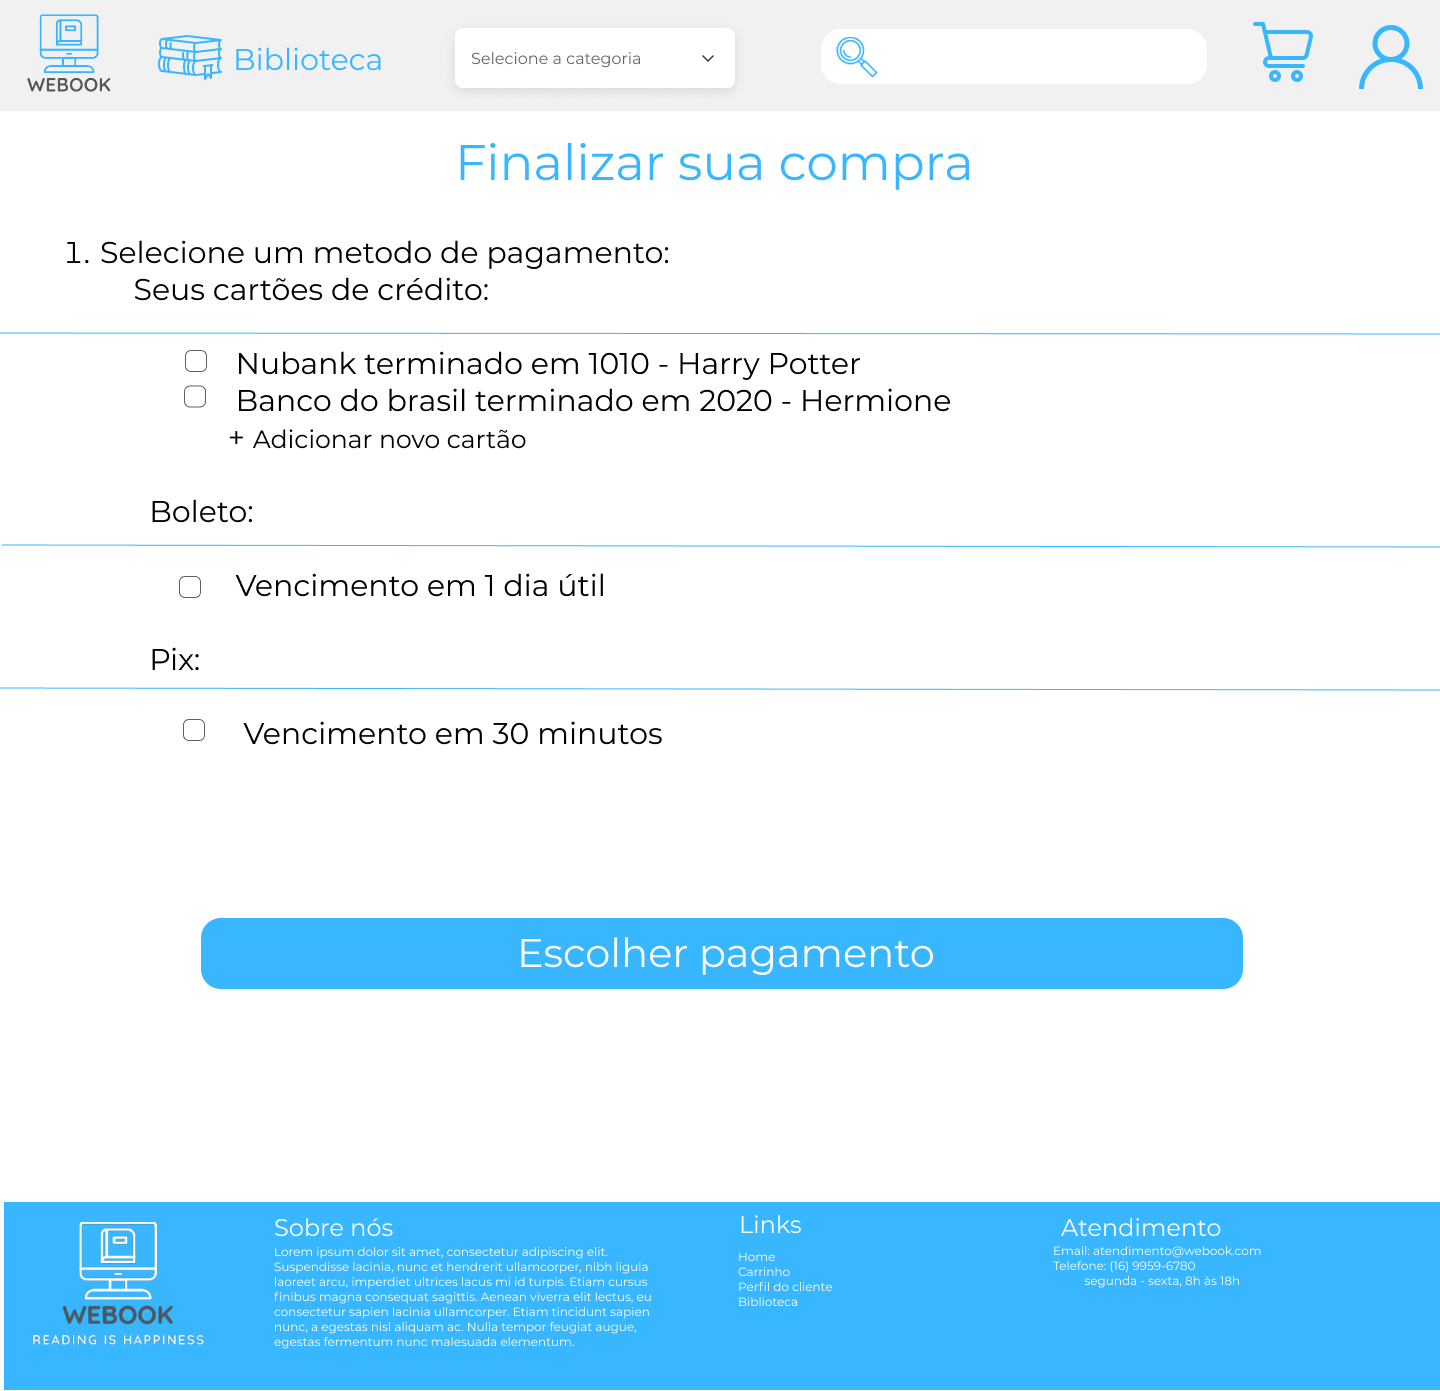 WEBOOK
Biblioteca
Selecione a categoria
Finalizar sua compra
1. Selecione um metodo de pagamento:
Seus cartões de crédito:
Nubank terminado em 1010 - Harry Potter
Banco do brasil terminado em 2020 - Hermione
+ Adicionar novo cartão
Boleto:
Vencimento em 1 dia útil
Pix:
Vencimento em 30 minutos
Escolher pagamento
WEBOOK
READING IS HAPPINESS
Sobre nós
Lorem ipsum dolor sit amet, consectetur adipiscing elit.
Suspendisse lacinia, nunc et hendrerit ullamcorper, nibh ligula
laoreet arcu, imperdiet ultrices lacus mi id turpis. Etiam cursus
finibus magna consequat sagittis. Aenean viverra elit lectus, eu
consectetur sapien lacinia ullamcorper. Etiam tincidunt sapien
nunc, a egestas nisl aliquam ac. Nulla tempor feugiat augue,
egestas fermentum nunc malesuada elementum.
Links
Home
Carrinho
Perfil do cliente
Biblioteca
Atendimento
Email: atendimento@webook.com
Telefone: (16) 9959-6780
segunda - sexta, 8h às 18h